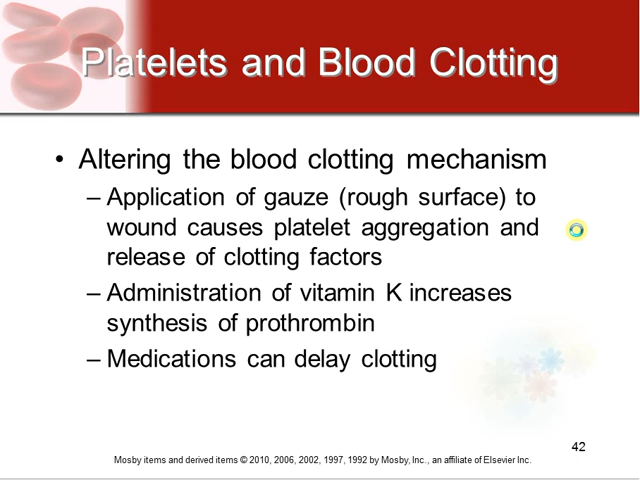 Platelets and Blood Clotting
• Altering the blood clotting mechanism
– Application of gauze (rough surface) to
wound causes platelet aggregation and
release of clotting factors
– Administration of vitamin K increases
synthesis of prothrombin
– Medications can delay clotting
42
Mosby items and derived items © 2010, 2006, 2002, 1997, 1992 by Mosby, Inc., an affiliate of Elsevier Inc.